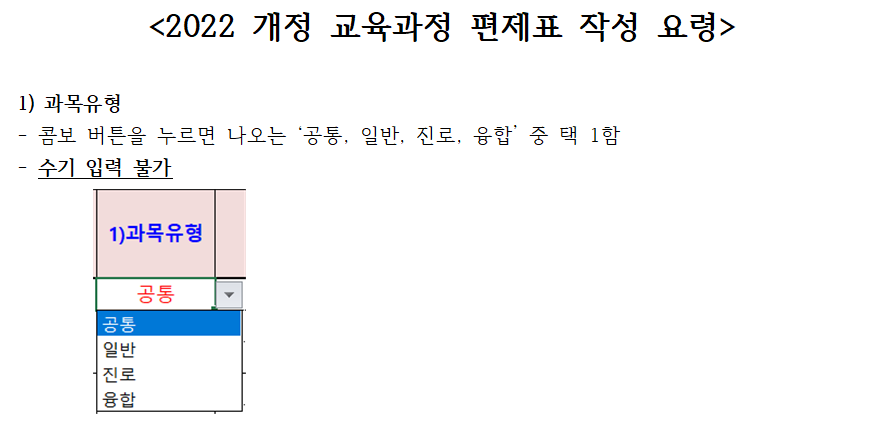 <2022 개정 교육과정 편제표 작성 요령>
1) 과목유형
- 콤보 버튼을 누르면 나오는 ‘공통, 일반, 진로, 융합’ 중 택 1함
- 수기 입력 불가
1)과목유형
공통
공통
일반
진로
융합